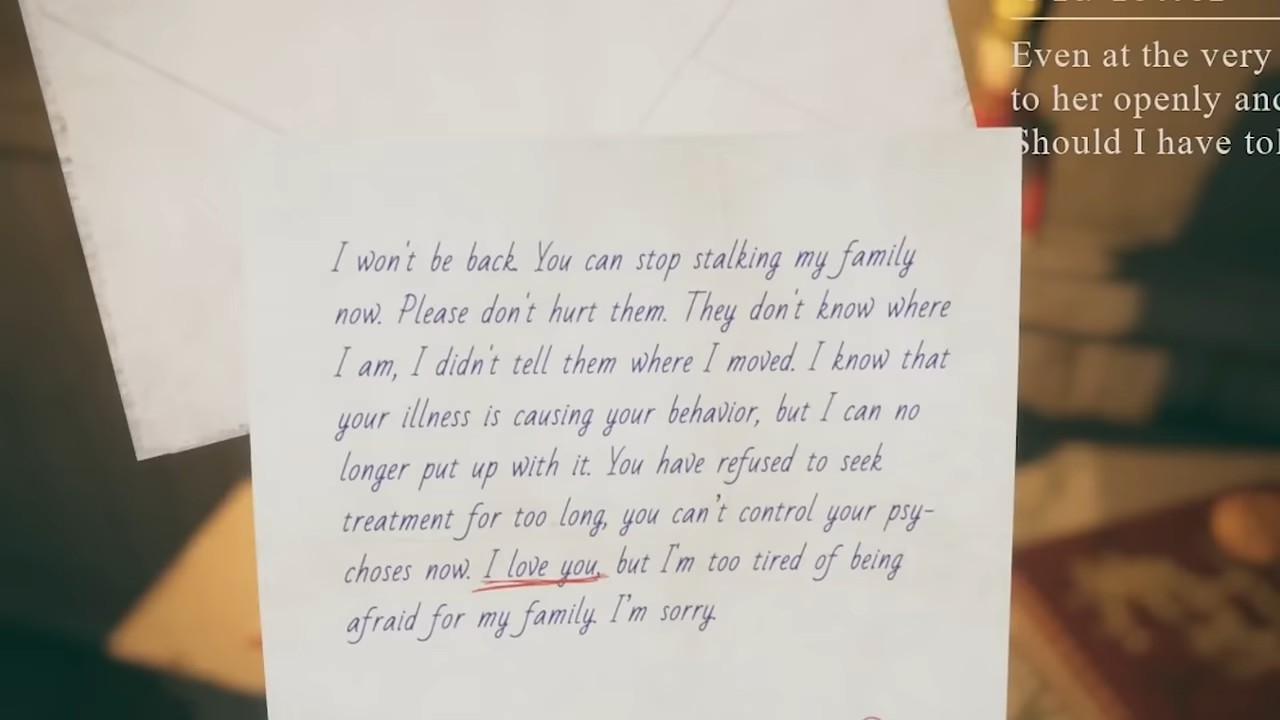 Even at the very
to her openly and
Should I have
I won't be back. You can stop stalking my family
now. Please don't hurt them. They don't know where
I am, I didn't tell them where I moved. I know that
your illness is causing your behavior, but I can no
longer put up with it. You have refused to seek
treatment for too long, you can't control your psy-
choses now. I love you, but I'm too tired of being
afraid for my family. I'm sorry.